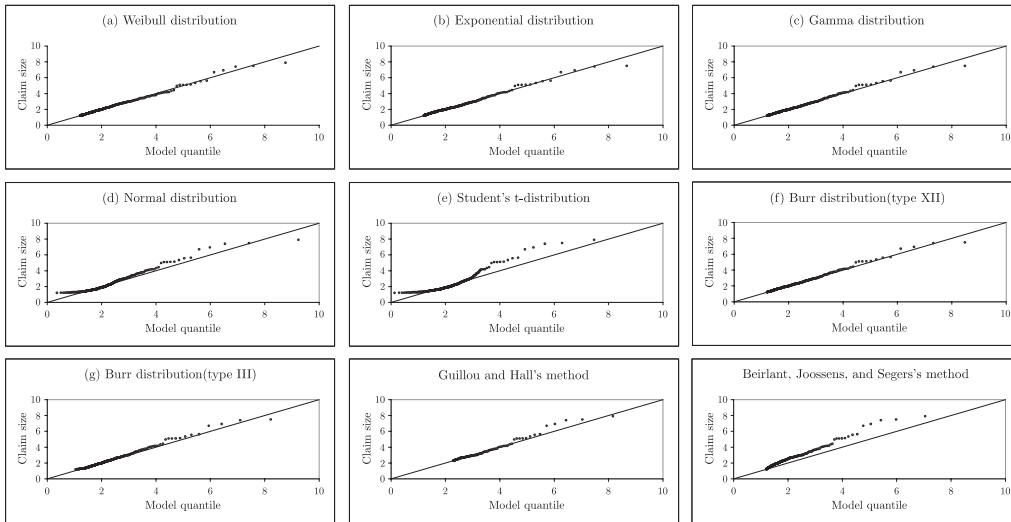 (a) Weibull distribution
Claim size
10
8
6
4
2
0
0 2 4 6 8 10
Model quantile
(b) Exponential distribution
Claim size
10
8
6
4
2
0
0 2 4 6 8 10
Model quantile
(c) Gamma distribution
Claim size
10
8
6
4
2
0
0 2 4 6 8 10
Model quantile
(d) Normal distribution
Claim size
10
8
6
4
2
0
0 2 4 6 8 10
Model quantile
(e) Student's t-distribution
Claim size
10
8
6
4
2
0
0 2 4 6 8 10
Model quantile
(f) Burr distribution(type XII)
Claim size
10
8
6
4
2
0
0 2 4 6 8 10
Model quantile
(g) Burr distribution(type III)
Claim size
10
8
6
4
2
0
0 2 4 6 8 10
Model quantile
Guillou and Hall's method
Claim size
10
8
6
4
2
0
0 2 4 6 8 10
Model quantile
Beirlant, Joossens, and Segers's method
Claim size
10
8
6
4
2
0
0 2 4 6 8 10
Model quantile